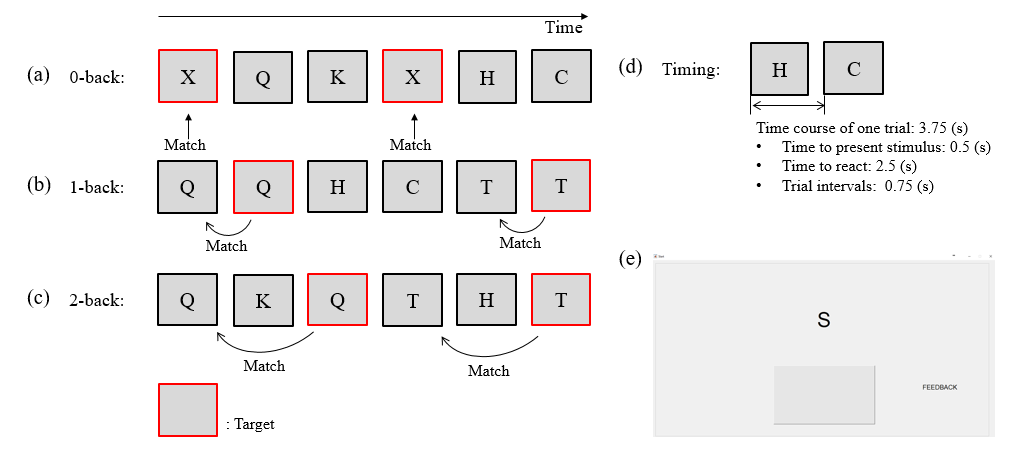 Time
(a) 0-back: X Q K X H C
Match Match
(b) 1-back: Q Q H C T T
Match Match
(c) 2-back: Q K Q T H T
Match Match
: Target
(d) Timing: H C
Time course of one trial: 3.75 (s)
• Time to present stimulus: 0.5 (s)
• Time to react: 2.5 (s)
• Trial intervals: 0.75 (s)
(e)
S
FEEDBACK